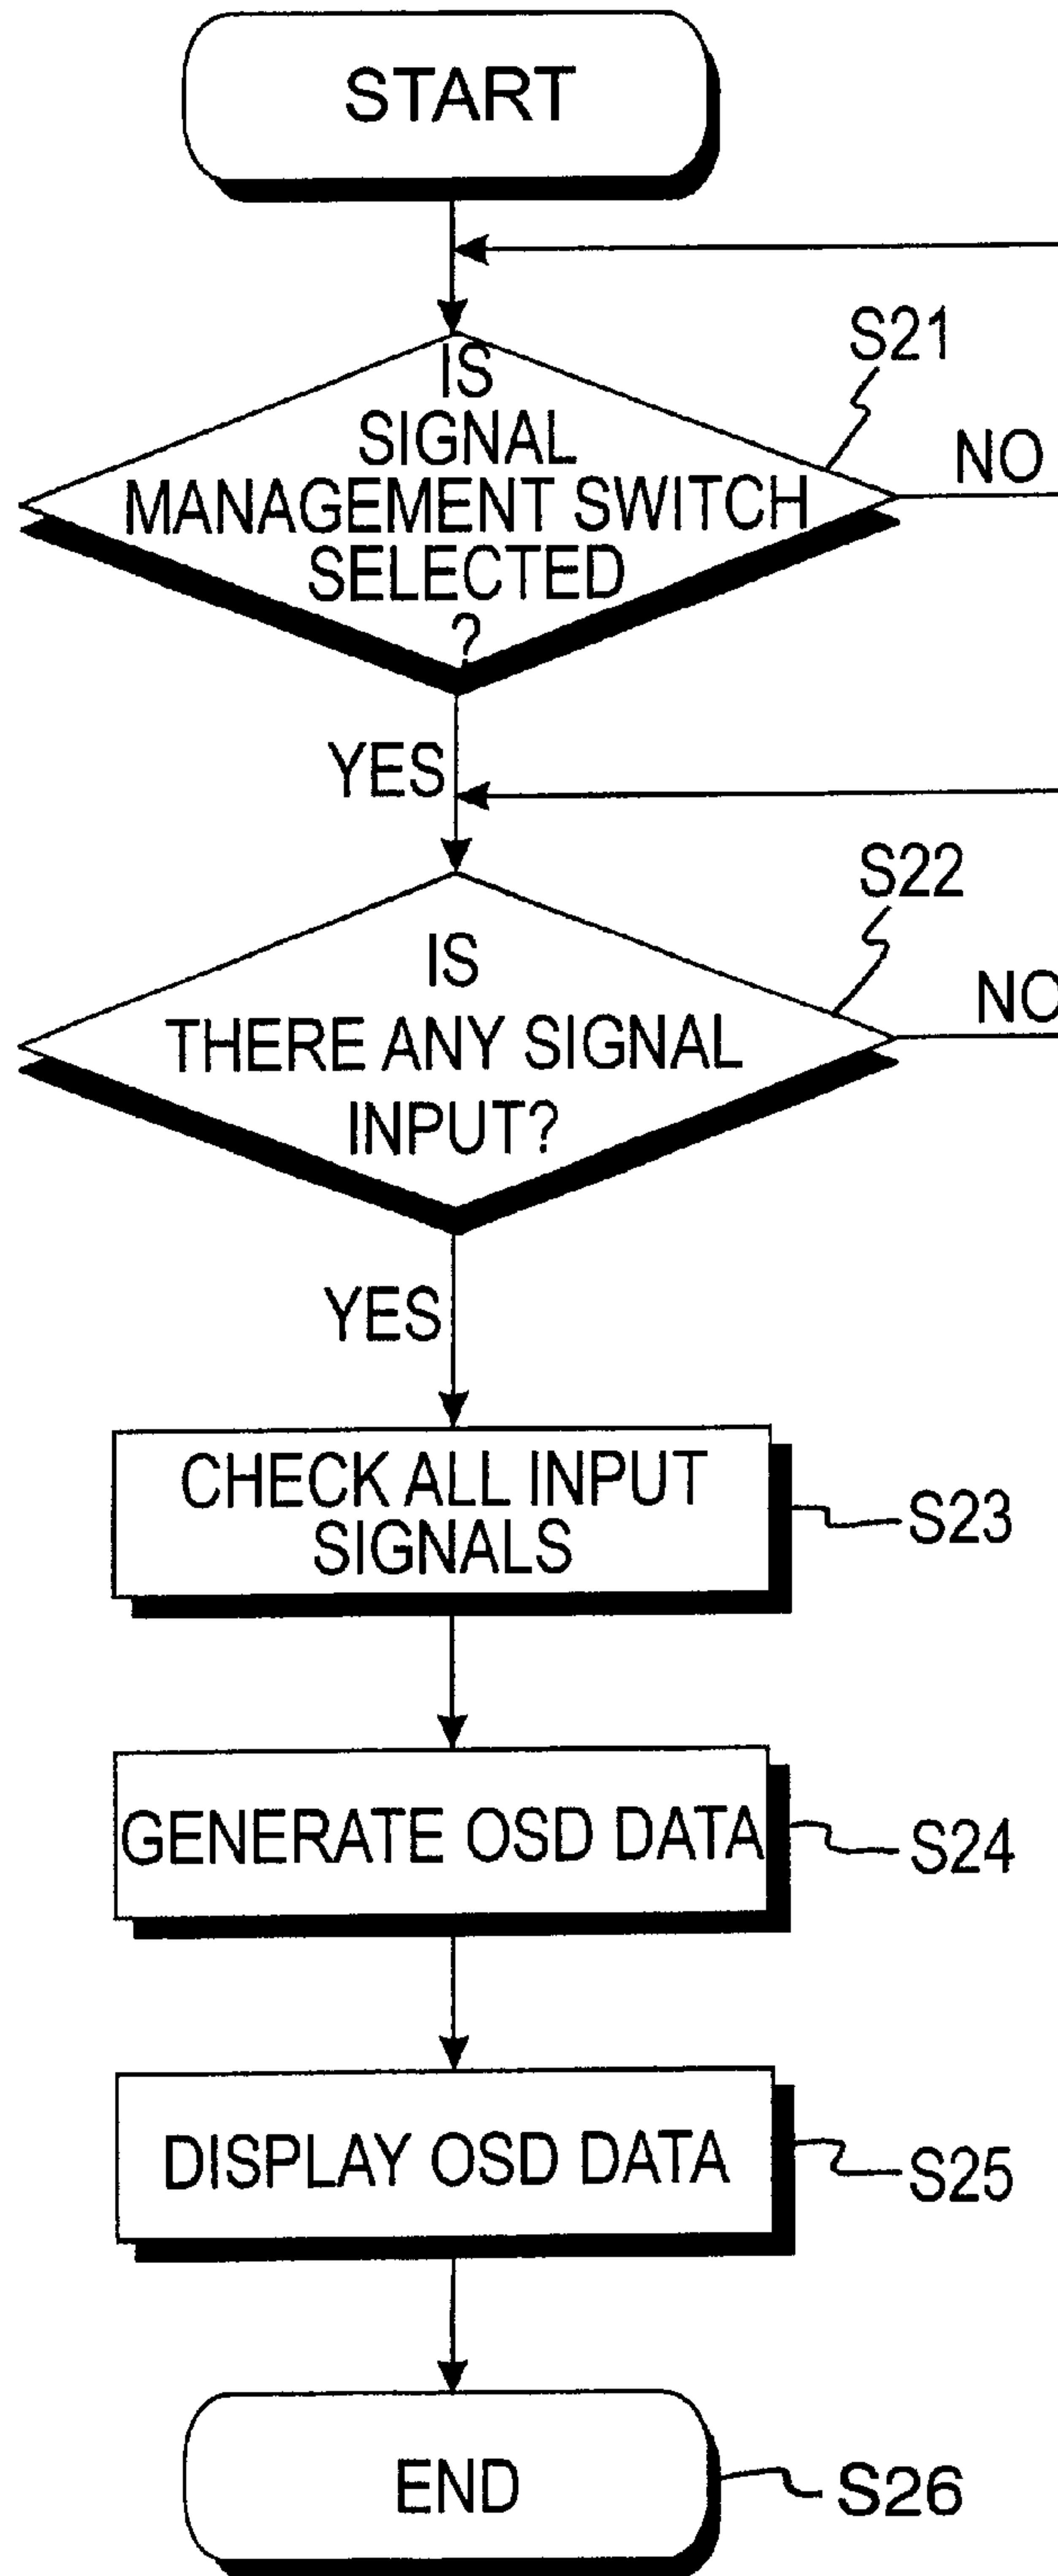 START
S21
IS
SIGNAL
MANAGEMENT SWITCH
SELECTED
?
NO
YES
S22
IS
THERE ANY SIGNAL
INPUT?
NO
YES
CHECK ALL INPUT
SIGNALS
S23
GENERATE OSD DATA
S24
DISPLAY OSD DATA
S25
END
S26